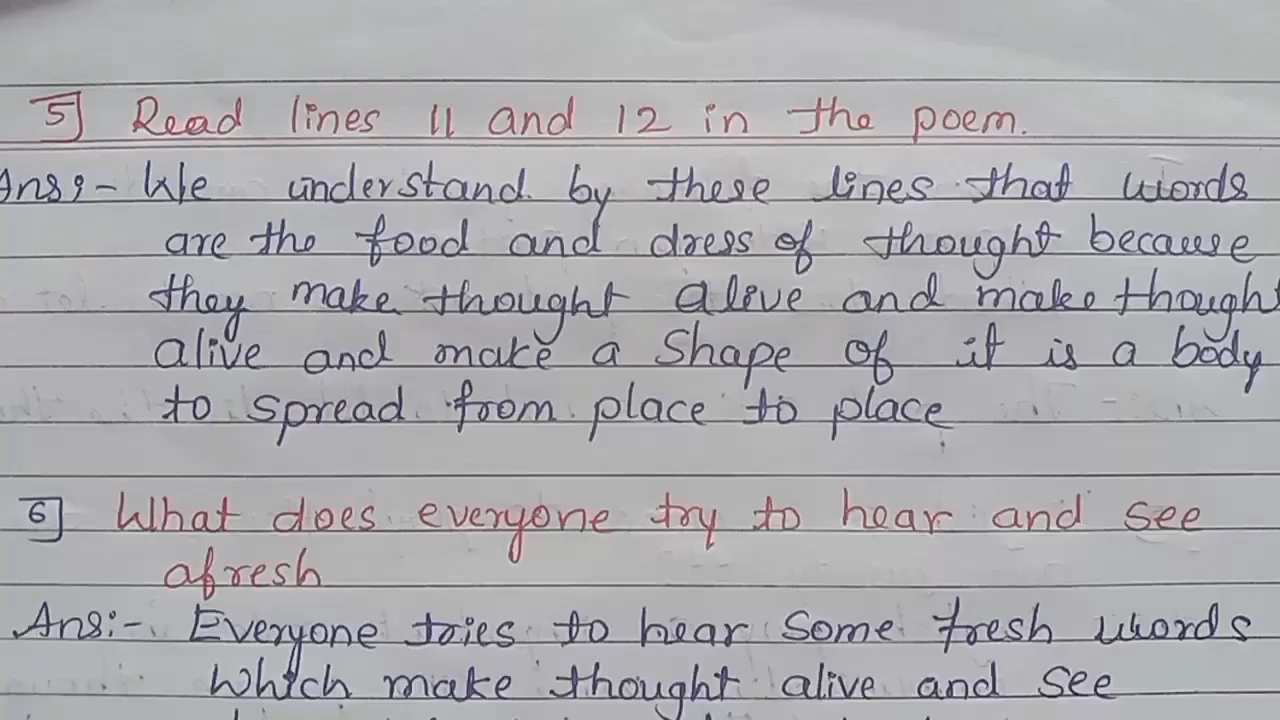 5] Read lines 11 and 12 in the poem.
Ans:- We understand by these lines that words
are the food and dress of thought because
they make thought alive and make thought
alive and make a shape of it is a body
to spread from place to place
6] What does everyone try to hear and see
afresh
Ans:- Everyone tries to hear some fresh words
which make thought alive and see